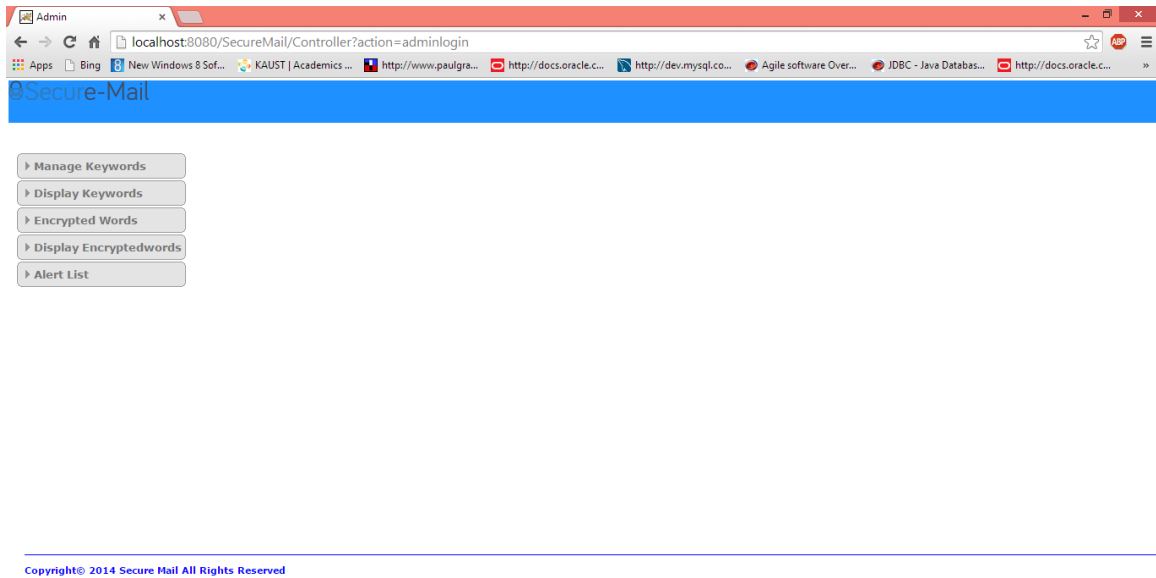 Admin
localhost:8080/SecureMail/Controller?action=adminlogin
ABP
Apps Bing New Windows 8 Sof... KAUST | Academics ... http://www.paulgra... http://docs.oracle.c... http://dev.mysql.co... Agile software Over... JDBC - Java Databas... http://docs.oracle.c... »
Secure-Mail
Manage Keywords
Display Keywords
Encrypted Words
Display Encryptedwords
Alert List
Copyright© 2014 Secure Mail All Rights Reserved